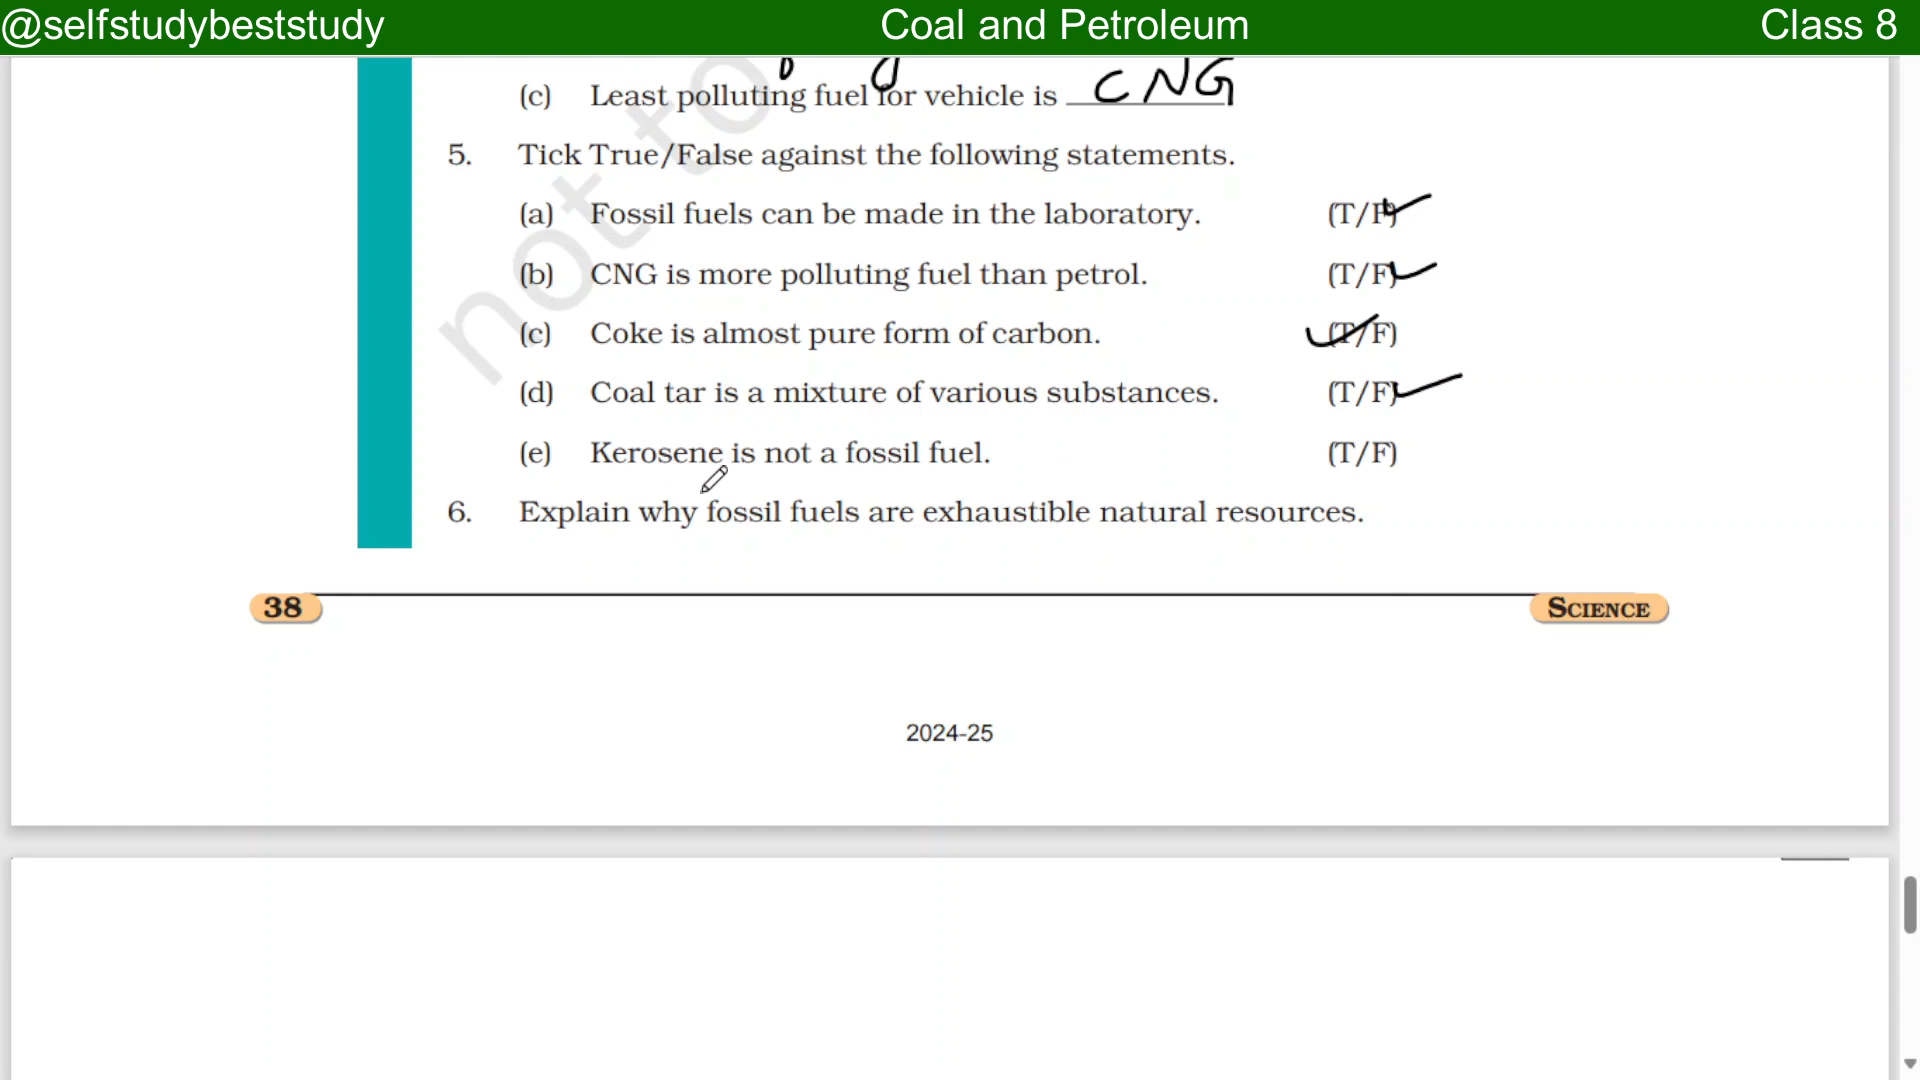 @selfstudybeststudy Coal and Petroleum Class 8
(c) Least polluting fuel for vehicle is CNG
5. Tick True/False against the following statements.
(a) Fossil fuels can be made in the laboratory. (T/F)
(b) CNG is more polluting fuel than petrol. (T/F)
(c) Coke is almost pure form of carbon. (T/F)
(d) Coal tar is a mixture of various substances. (T/F)
(e) Kerosene is not a fossil fuel. (T/F)
6. Explain why fossil fuels are exhaustible natural resources.
not to
38 SCIENCE
2024-25